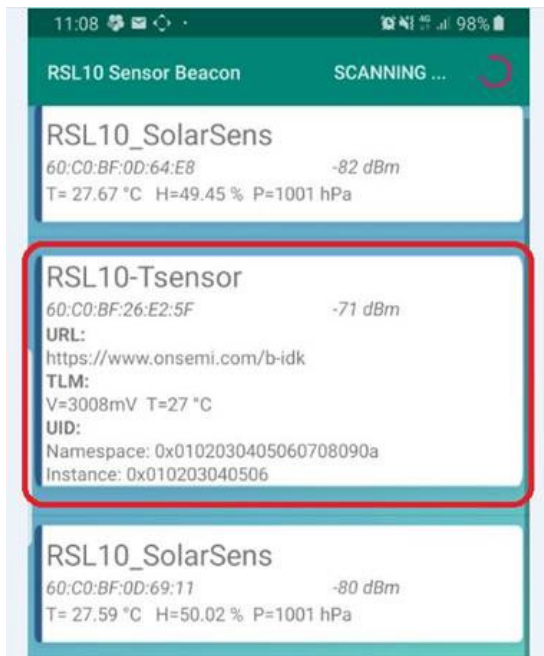 11:08
98%
RSL10 Sensor Beacon SCANNING ...
RSL10_SolarSens
60:C0:BF:0D:64:E8 -82 dBm
T= 27.67 °C H=49.45 % P=1001 hPa
RSL10-Tsensor
60:C0:BF:26:E2:5F -71 dBm
URL:
https://www.onsemi.com/b-idk
TLM:
V=3008mV T=27 °C
UID:
Namespace: 0x0102030405060708090a
Instance: 0x010203040506
RSL10_SolarSens
60:C0:BF:0D:69:11 -80 dBm
T= 27.59 °C H=50.02 % P=1001 hPa